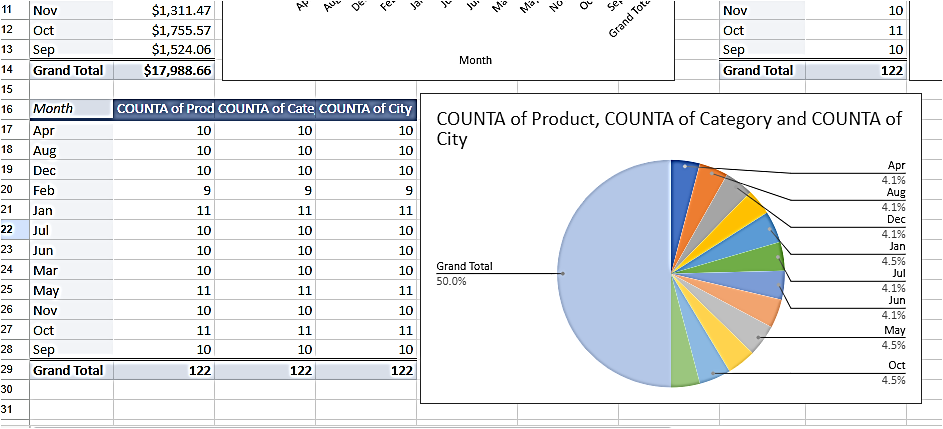 11 Nov $1,311.47
12 Oct $1,755.57
13 Sep $1,524.06
14 Grand Total $17,988.66
Month
Grand
Nov 10
Oct 11
Sep 10
Grand Total 122
15
16 Month COUNTA of Prod COUNTA of Cate COUNTA of City
17 Apr 10 10 10
18 Aug 10 10 10
19 Dec 10 10 10
20 Feb 9 9 9
21 Jan 11 11 11
22 Jul 10 10 10
23 Jun 10 10 10
24 Mar 10 10 10
25 May 11 11 11
26 Nov 10 10 10
27 Oct 11 11 11
28 Sep 10 10 10
29 Grand Total 122 122 122
30
31
COUNTA of Product, COUNTA of Category and COUNTA of
City
Grand Total
50.0%
Apr
4.1%
Aug
4.1%
Dec
4.1%
Jan
4.5%
Jul
4.1%
Jun
4.1%
May
4.5%
Oct
4.5%